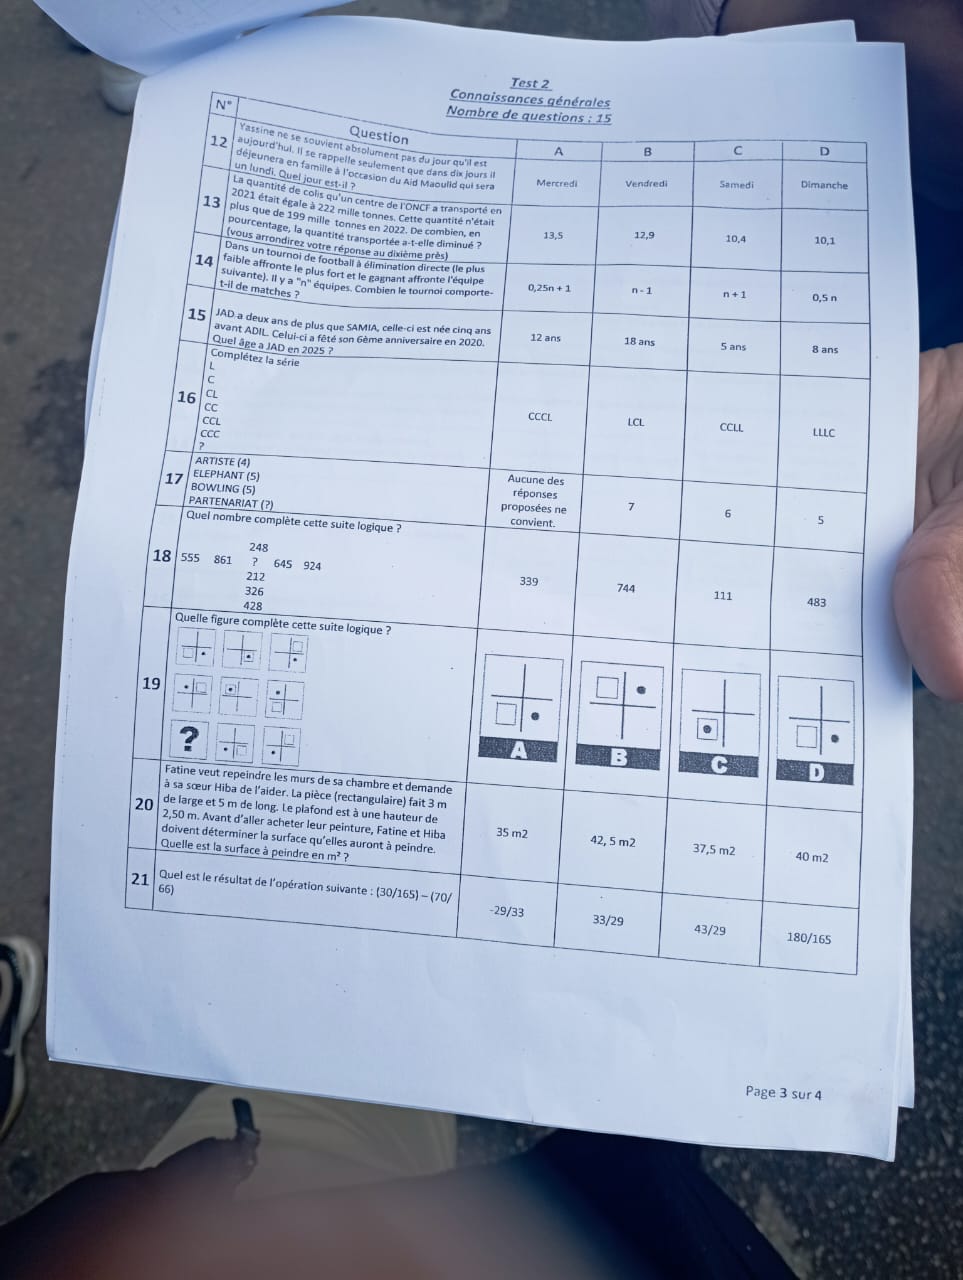 Test 2
Connaissances générales
Nombre de questions : 15
N°
Question
A
B
C
D
12
Yassine ne se souvient absolument pas du jour qu'il est
aujourd'hui. Il se rappelle seulement que dans dix jours il
déjeunera en famille à l'occasion du Aid Maoulid qui sera
un lundi. Quel jour est-il ?
Mercredi
Vendredi
Samedi
Dimanche
13
La quantité de colis qu'un centre de l'ONCF a transporté en
2021 était égale à 222 mille tonnes. Cette quantité n'était
plus que de 199 mille tonnes en 2022. De combien, en
pourcentage, la quantité transportée a-t-elle diminué ?
(vous arrondirez votre réponse au dixième près)
13,5
12,9
10,4
10,1
14
Dans un tournoi de football à élimination directe (le plus
faible affronte le plus fort et le gagnant affronte l'équipe
suivante). Il y a "n" équipes. Combien le tournoi comporte-
t-il de matches ?
0,25n + 1
n - 1
n + 1
0,5 n
15
JAD a deux ans de plus que SAMIA, celle-ci est née cinq ans
avant ADIL. Celui-ci a fêté son 6ème anniversaire en 2020.
Quel âge a JAD en 2025 ?
12 ans
18 ans
5 ans
8 ans
16
Complétez la série
L
C
CL
CC
CCL
CCC
?
CCCL
LCL
CCLL
LLLC
17
ARTISTE (4)
ELEPHANT (5)
BOWLING (5)
PARTENARIAT (?)
Aucune des
réponses
proposées ne
convient.
7
6
5
18
Quel nombre complète cette suite logique ?
248
555 861 ? 645 924
212
326
428
339
744
111
483
19
Quelle figure complète cette suite logique ?
?
A
B
C
D
20
Fatine veut repeindre les murs de sa chambre et demande
à sa sœur Hiba de l'aider. La pièce (rectangulaire) fait 3 m
de large et 5 m de long. Le plafond est à une hauteur de
2,50 m. Avant d'aller acheter leur peinture, Fatine et Hiba
doivent déterminer la surface qu'elles auront à peindre.
Quelle est la surface à peindre en m² ?
35 m2
42, 5 m2
37,5 m2
40 m2
21
Quel est le résultat de l'opération suivante : (30/165) – (70/
66)
-29/33
33/29
43/29
180/165
Page 3 sur 4